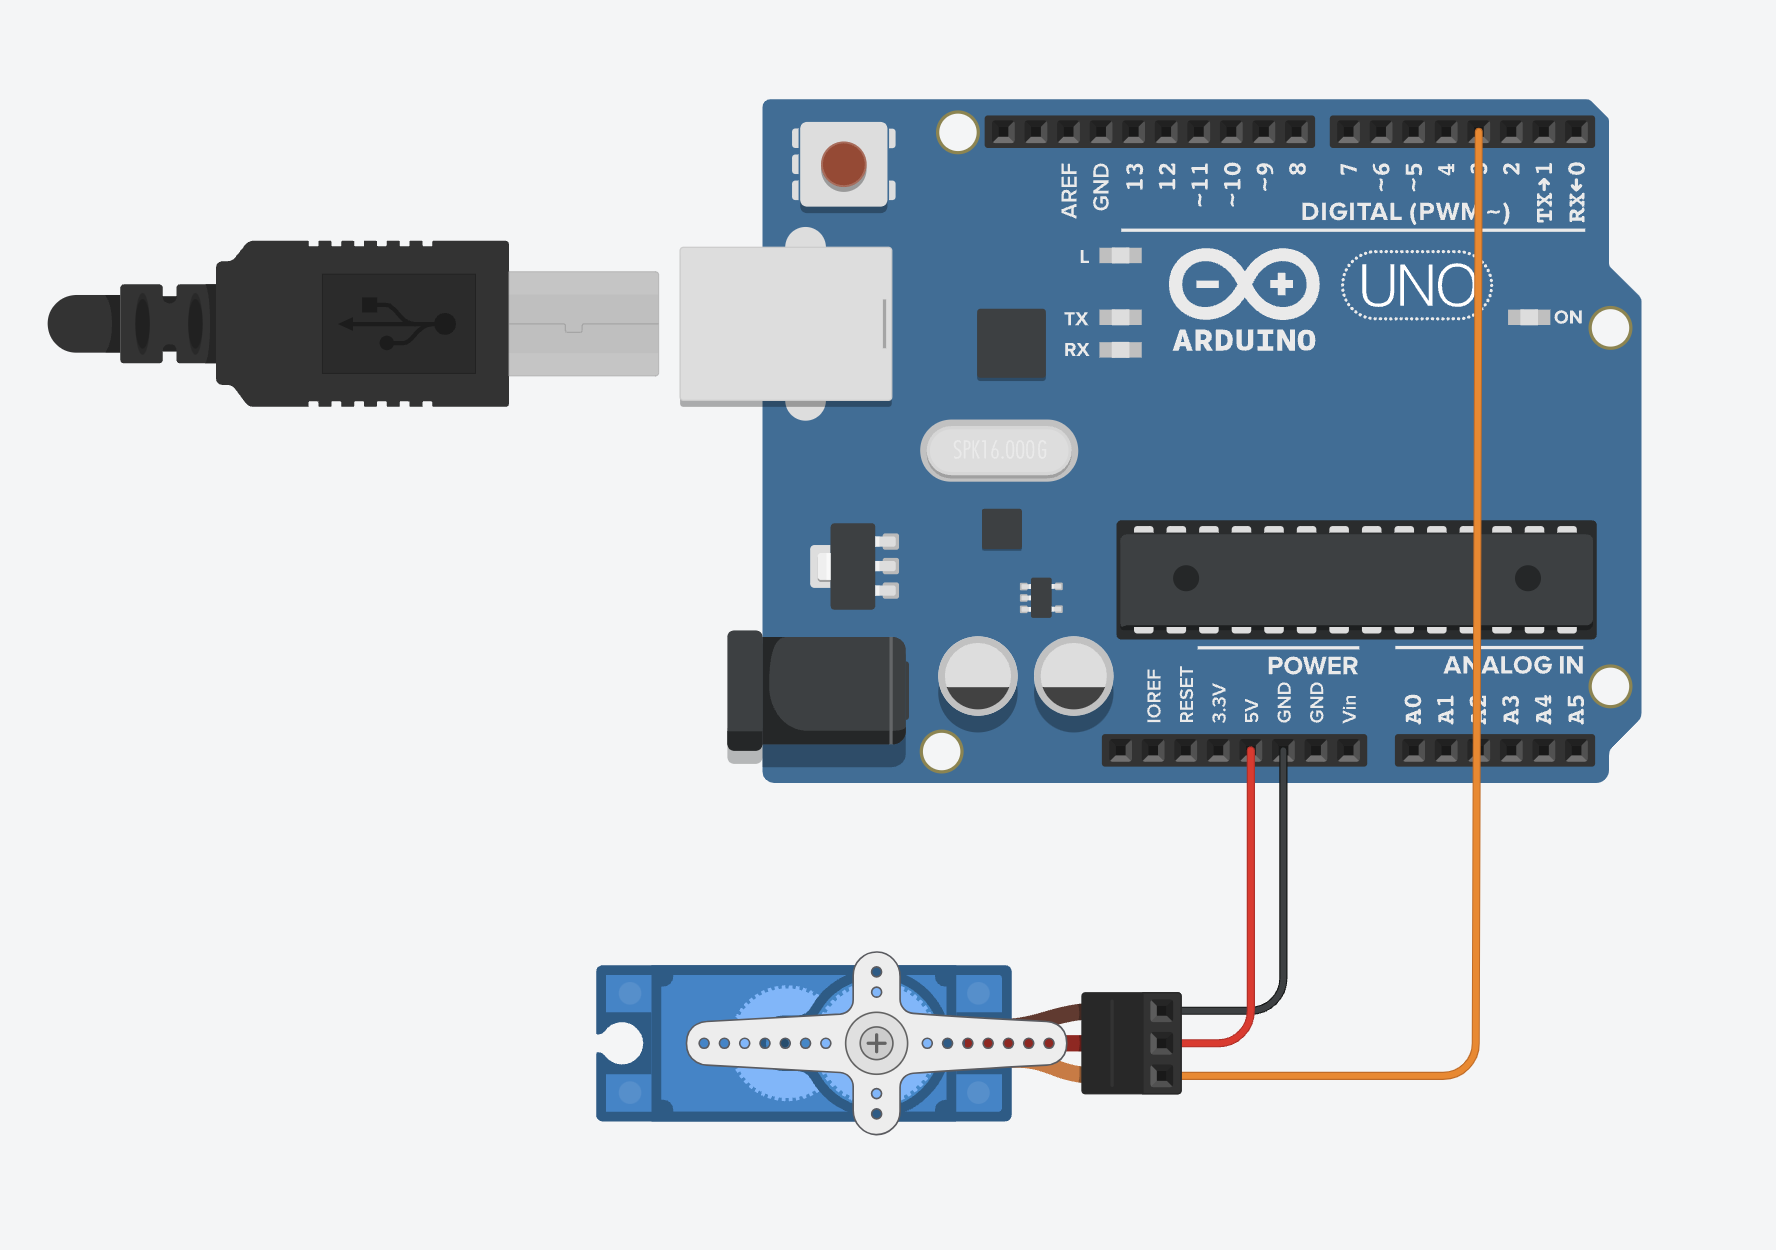 AREF
GND
13
12
~11
~10
~9
8
7
~6
~5
4
2
TX→1
RX←0
DIGITAL (PWM ~)
L
TX
RX
ARDUINO
UNO
ON
SPK16.000G
POWER
ANALOG IN
IOREF
RESET
3.3V
5V
GND
GND
Vin
A0
A1
A2
A3
A4
A5